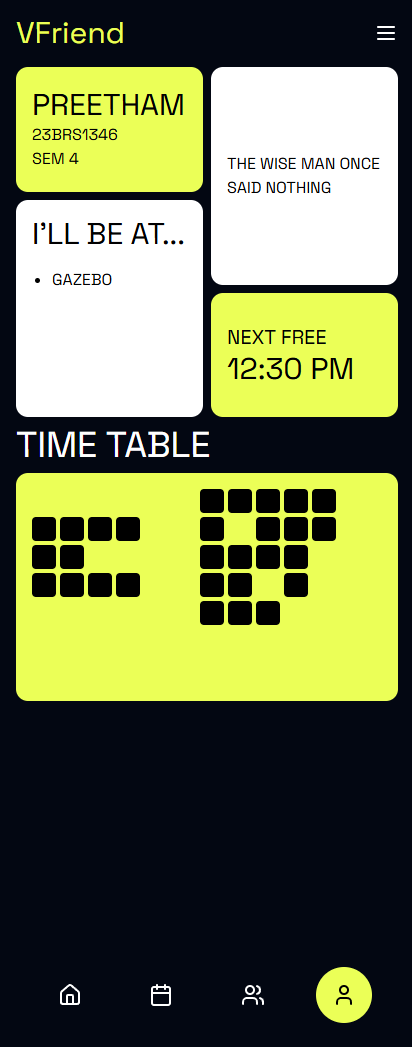 VFriend
PREETHAM
23BRS1346
SEM 4
THE WISE MAN ONCE
SAID NOTHING
I'LL BE AT...
• GAZEBO
NEXT FREE
12:30 PM
TIME TABLE